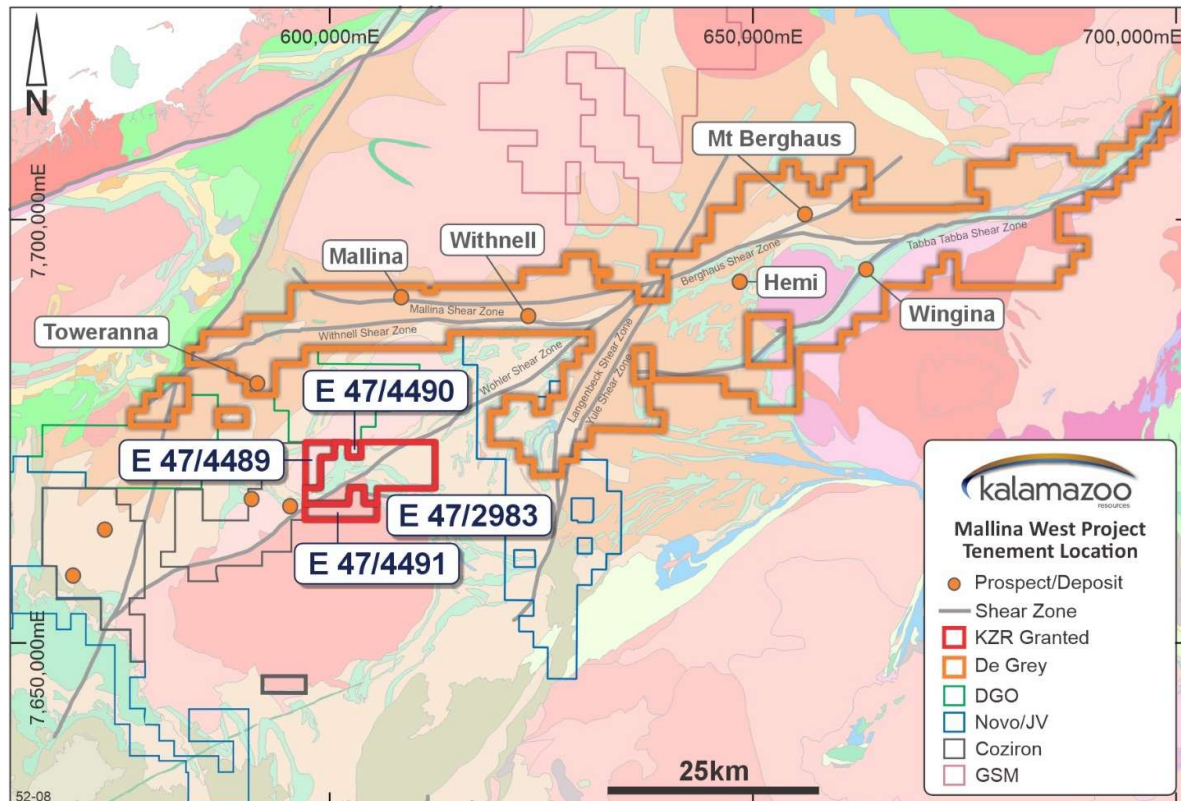 600,000mE
650,000mE
700,000mE
N
7,700,000mN
7,650,000mE
Mt Berghaus
Withnell
Mallina
Hemi
Wingina
Toweranna
Tabba Tabba Shear Zone
Berghaus Shear Zone
Mallina Shear Zone
Withnell Shear Zone
Wohler Shear Zone
Langenbeck Shear Zone
Yule Shear Zone
E 47/4490
E 47/4489
E 47/2983
E 47/4491
kalamazoo
resources
Mallina West Project
Tenement Location
Prospect/Deposit
Shear Zone
KZR Granted
De Grey
DGO
Novo/JV
Coziron
GSM
25km
52-08